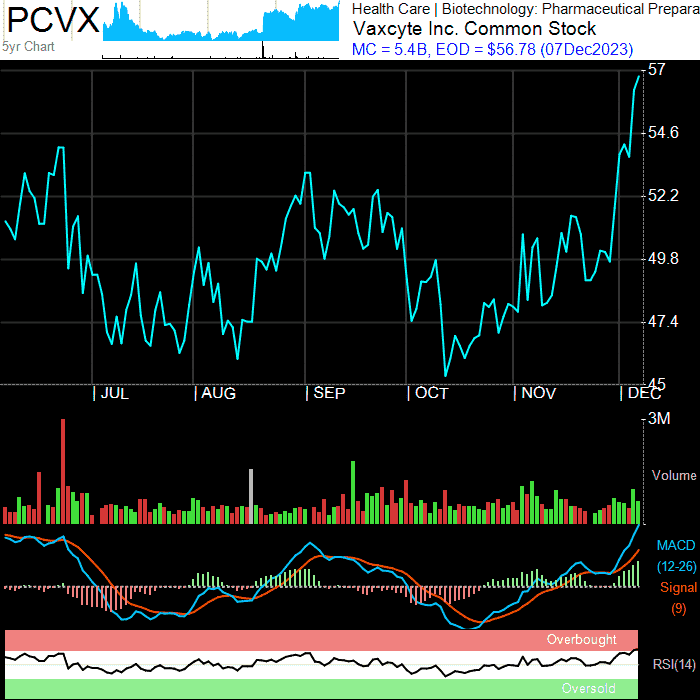 PCVX
5yr Chart
Health Care | Biotechnology: Pharmaceutical Prepara
Vaxcyte Inc. Common Stock
MC = 5.4B, EOD = $56.78 (07Dec2023)
57
54.6
52.2
49.8
47.4
45
| JUL | AUG | SEP | OCT | NOV | DEC
3M
Volume
MACD
(12-26)
Signal
(9)
Overbought
RSI(14)
Oversold